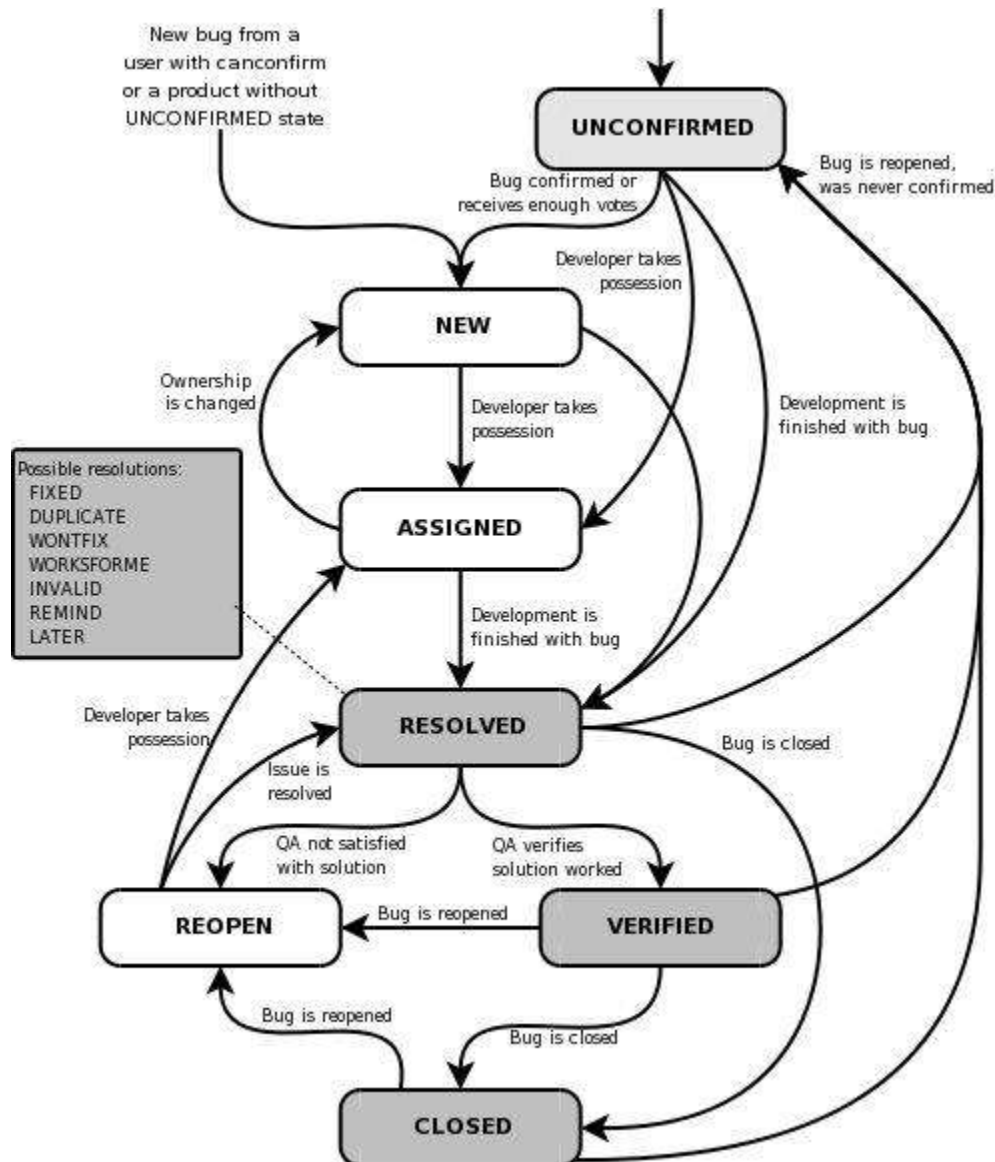 New bug from a
user with canconfirm
or a product without
UNCONFIRMED state
UNCONFIRMED
Bug is reopened,
was never confirmed
Bug confirmed or
receives enough votes
Developer takes
possession
NEW
Ownership
is changed
Developer takes
possession
Development is
finished with bug
Possible resolutions:
FIXED
DUPLICATE
WONTFIX
WORKSFORME
INVALID
REMIND
LATER
ASSIGNED
Development is
finished with bug
RESOLVED
Developer takes
possession
Issue is
resolved
Bug is closed
QA not satisfied
with solution
QA verifies
solution worked
REOPEN
Bug is reopened
VERIFIED
Bug is reopened
Bug is closed
CLOSED